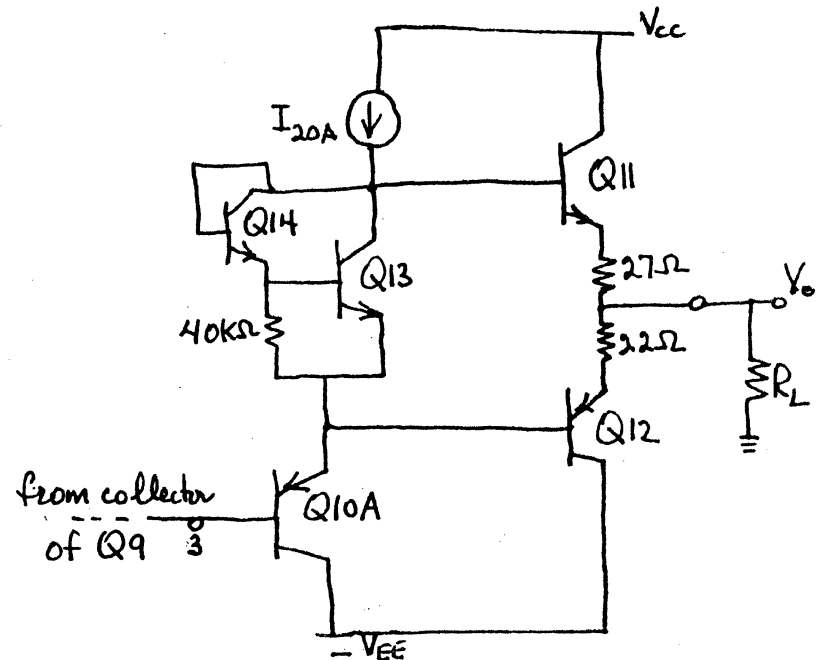 Vcc
I20A
Q11
Q14
Q13
27Ω
Vo
40KΩ
22Ω
RL
Q12
from collector
of Q9 3
Q10A
-VEE